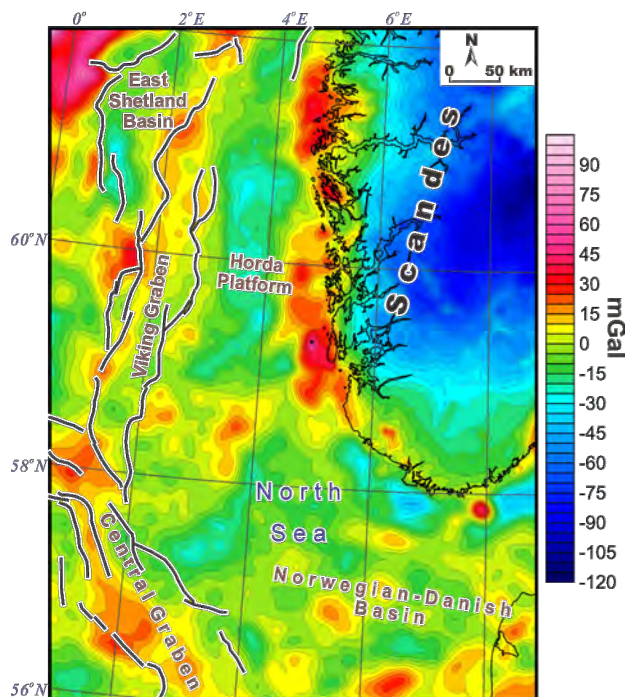 0° 2°E 4°E 6°E
N
0 50 km
East
Shetland
Basin
Scandes
60°N
Horda
Platform
Viking Graben
58°N
North
Sea
Central Graben
Norwegian-Danish
Basin
56°N
90
75
60
45
30
15
0
-15
-30
-45
-60
-75
-90
-105
-120
mGal